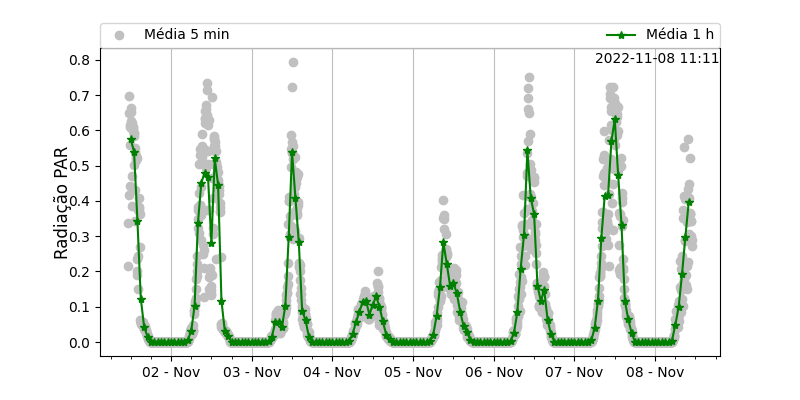 Média 5 min
Média 1 h
2022-11-08 11:11
Radiação PAR
0.8
0.7
0.6
0.5
0.4
0.3
0.2
0.1
0.0
02 - Nov
03 - Nov
04 - Nov
05 - Nov
06 - Nov
07 - Nov
08 - Nov